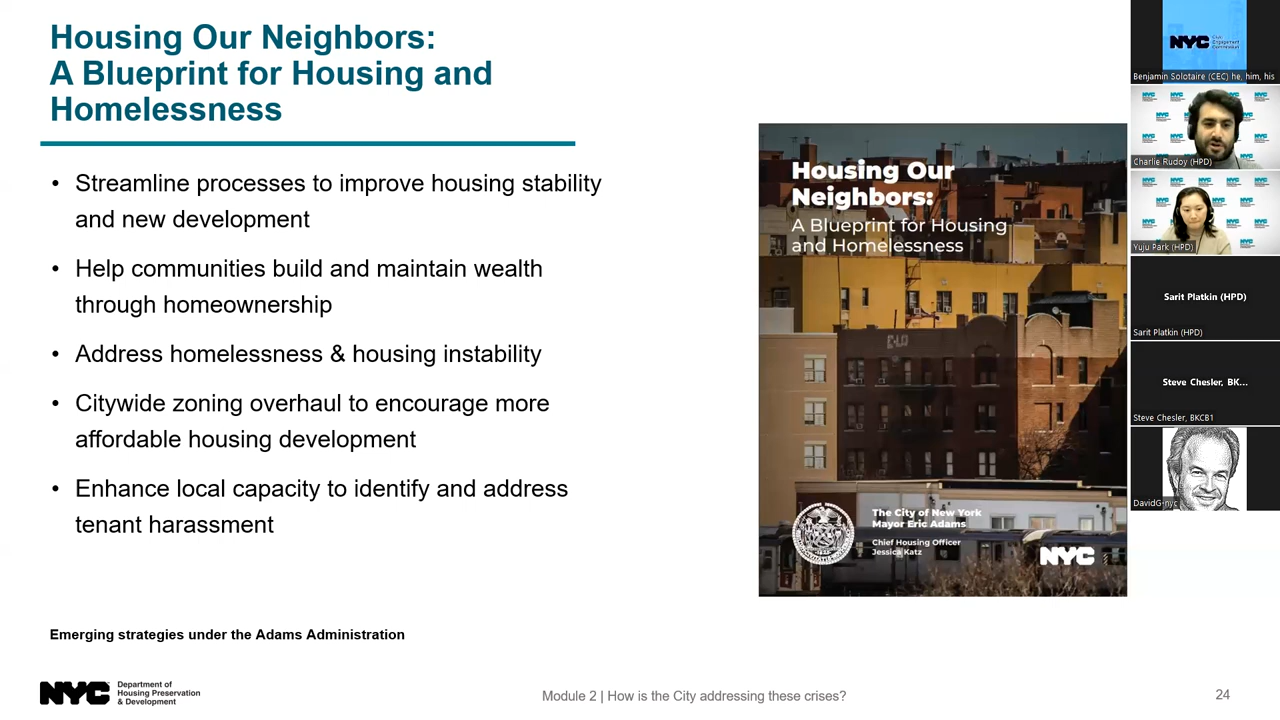 Housing Our Neighbors:
A Blueprint for Housing and
Homelessness
• Streamline processes to improve housing stability
and new development
• Help communities build and maintain wealth
through homeownership
• Address homelessness & housing instability
• Citywide zoning overhaul to encourage more
affordable housing development
• Enhance local capacity to identify and address
tenant harassment
Emerging strategies under the Adams Administration
NYC
Department of
Housing Preservation
& Development
Module 2 | How is the City addressing these crises?
24
Housing Our
Neighbors:
A Blueprint for Housing
and Homelessness
The City of New York
Mayor Eric Adams
Chief Housing Officer
Jessica Katz
NYC
NYC
Civic
Engagement
Commission
Benjamin Solotaire (CEC) he, him, his
Charlie Rudoy (HPD)
Yuju Park (HPD)
Sarit Platkin (HPD)
Sarit Platkin (HPD)
Steve Chesler, BK...
Steve Chesler, BKCB1
DavidG-nyc